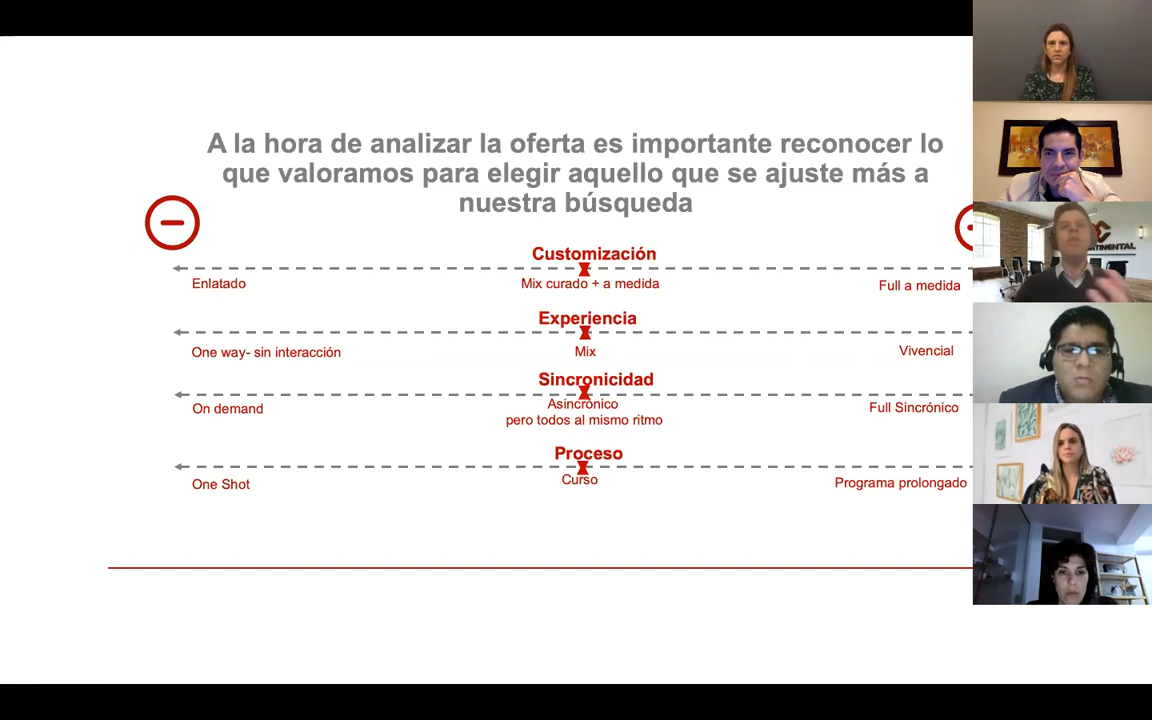 A la hora de analizar la oferta es importante reconocer lo
que valoramos para elegir aquello que se ajuste más a
nuestra búsqueda
Customización
Enlatado
Mix curado + a medida
Full a medida
Experiencia
One way- sin interacción
Mix
Vivencial
Sincronicidad
On demand
Asincrónico
pero todos al mismo ritmo
Full Sincrónico
Proceso
One Shot
Curso
Programa prolongado